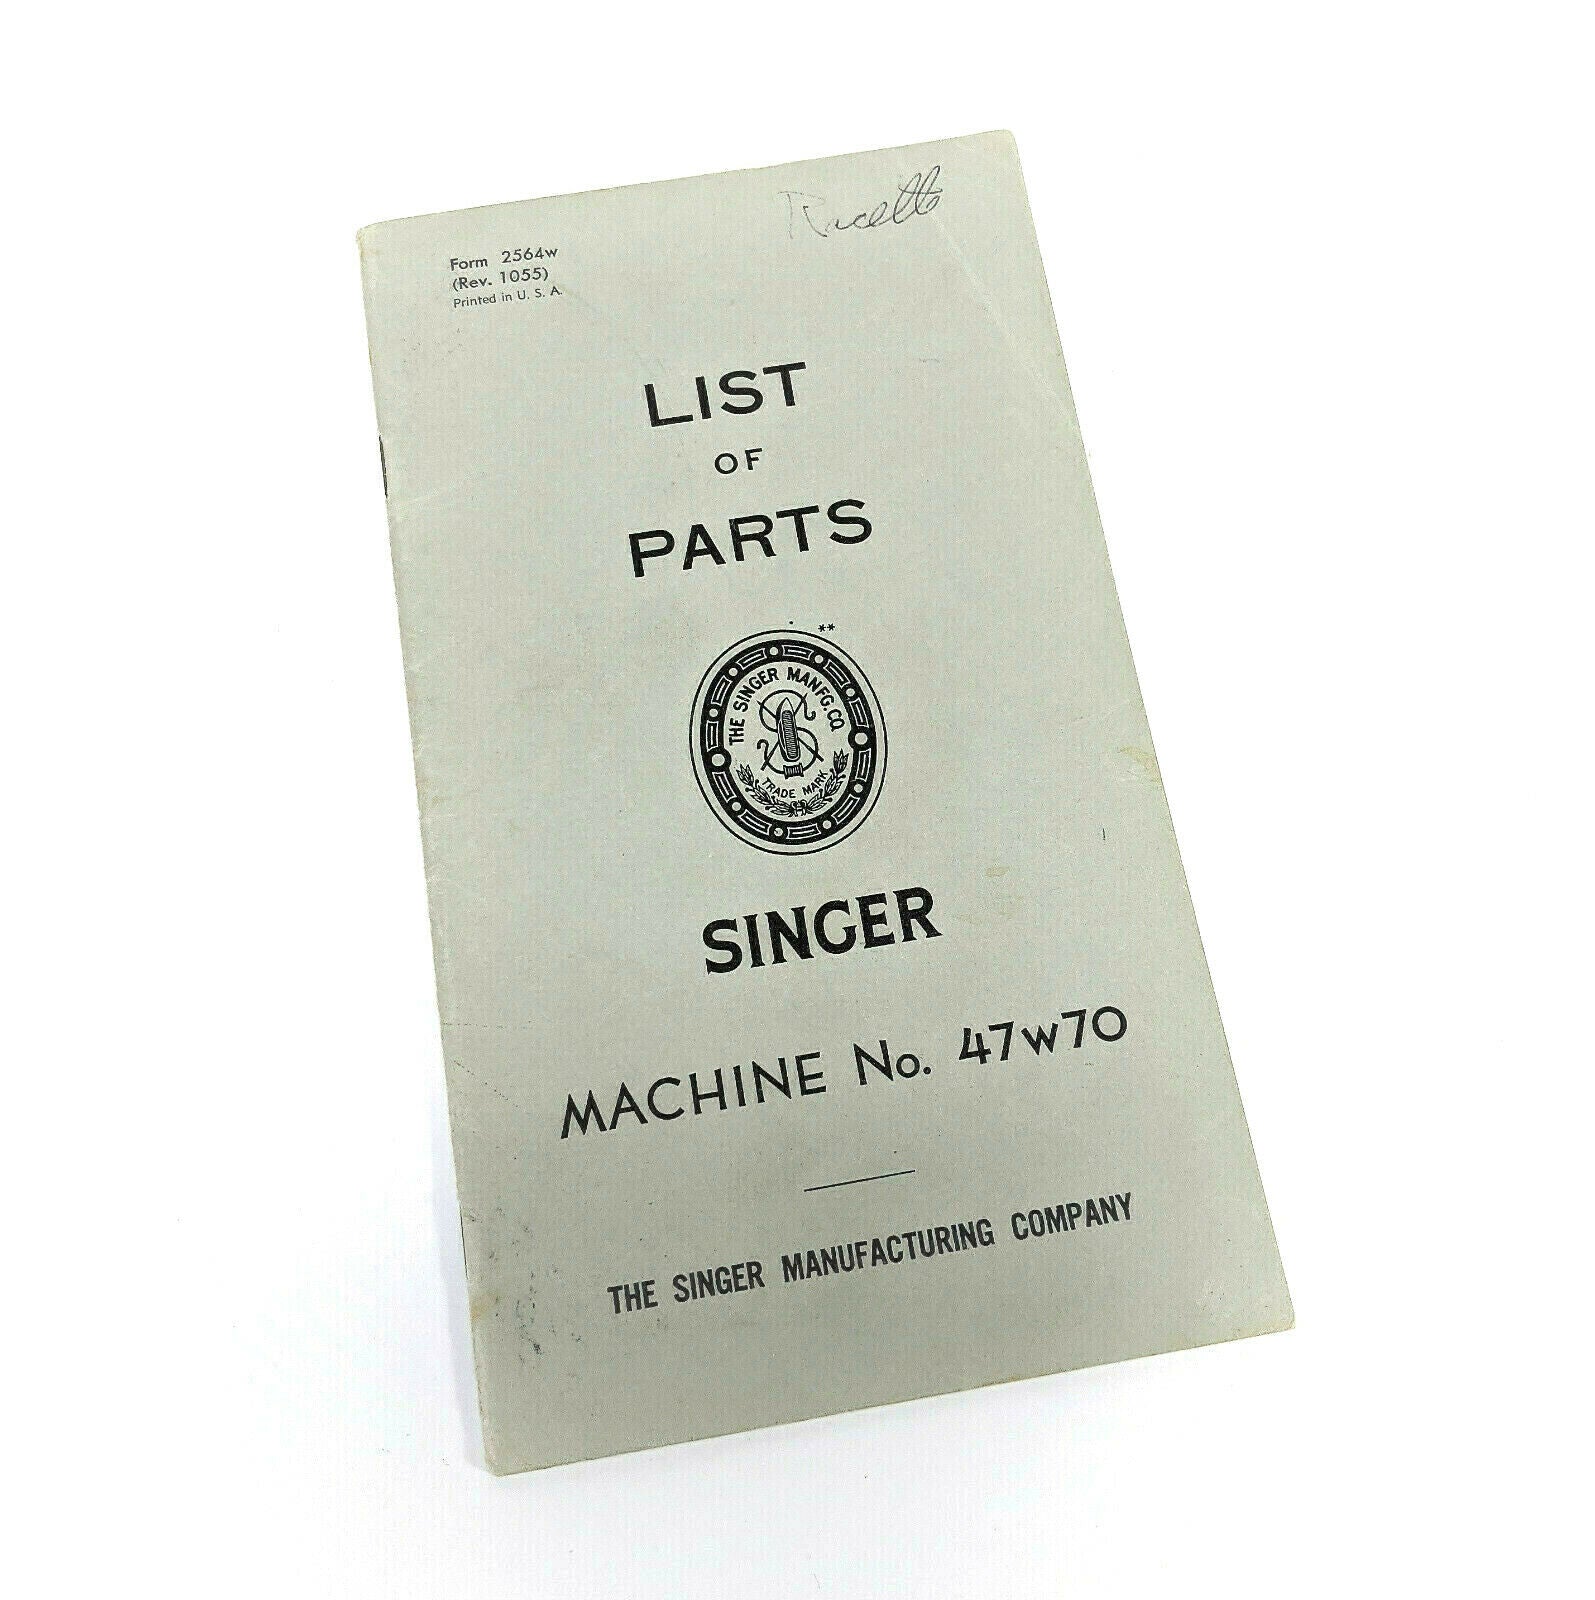 Form 2564w
(Rev. 1055)
Printed in U. S. A.
LIST
OF
PARTS
**
THE SINGER MANFG. CO.
TRADE MARK
SINGER
MACHINE No. 47w70
THE SINGER MANUFACTURING COMPANY